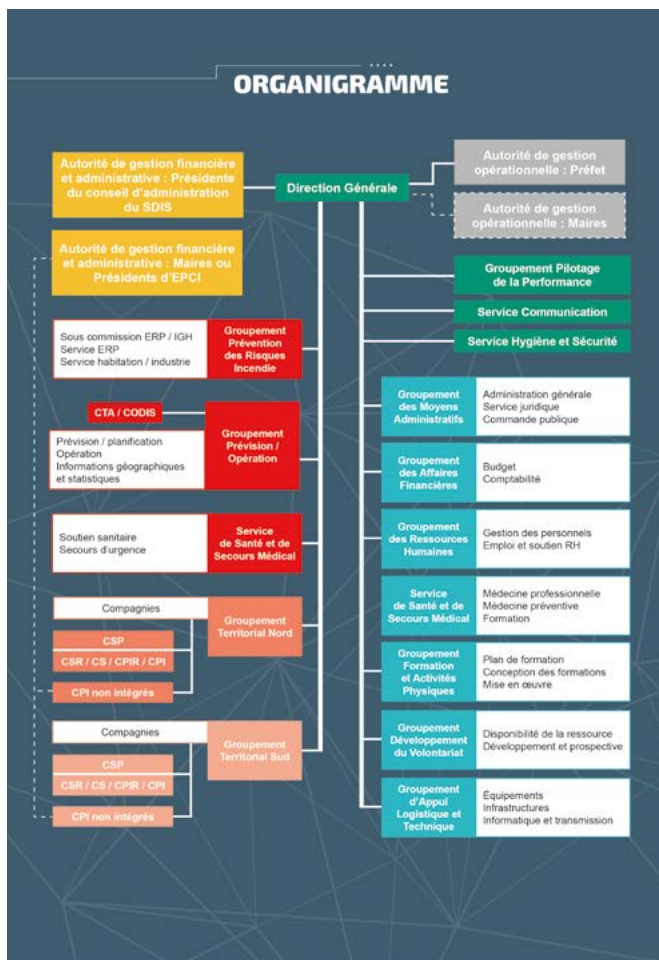 ORGANIGRAMME
Autorité de gestion financière
et administrative : Présidente
du conseil d'administration
du SDIS
Direction Générale
Autorité de gestion
opérationnelle : Préfet
Autorité de gestion
opérationnelle : Maires
Autorité de gestion financière
et administrative : Maires ou
Présidents d'EPCI
Groupement Pilotage
de la Performance
Service Communication
Service Hygiène et Sécurité
Sous commission ERP / IGH
Service ERP
Service habitation / industrie
Groupement
Prévention
des Risques
Incendie
CTA / CODIS
Prévision / planification
Opération
Informations géographiques
et statistiques
Groupement
Prévision /
Opération
Soutien sanitaire
Secours d'urgence
Service
de Santé et de
Secours Médical
Compagnies
Groupement
Territorial Nord
CSP
CSR / CS / CPIR / CPI
CPI non intégrés
Compagnies
Groupement
Territorial Sud
CSP
CSR / CS / CPIR / CPI
CPI non intégrés
Groupement
des Moyens
Administratifs
Administration générale
Service juridique
Commande publique
Groupement
des Affaires
Financières
Budget
Comptabilité
Groupement
des Ressources
Humaines
Gestion des personnels
Emploi et soutien RH
Service
de Santé et de
Secours Médical
Médecine professionnelle
Médecine préventive
Formation
Groupement
Formation
et Activités
Physiques
Plan de formation
Conception des formations
Mise en œuvre
Groupement
Développement
du Volontariat
Disponibilité de la ressource
Développement et prospective
Groupement
d'Appui
Logistique et
Technique
Équipements
Infrastructures
Informatique et transmission